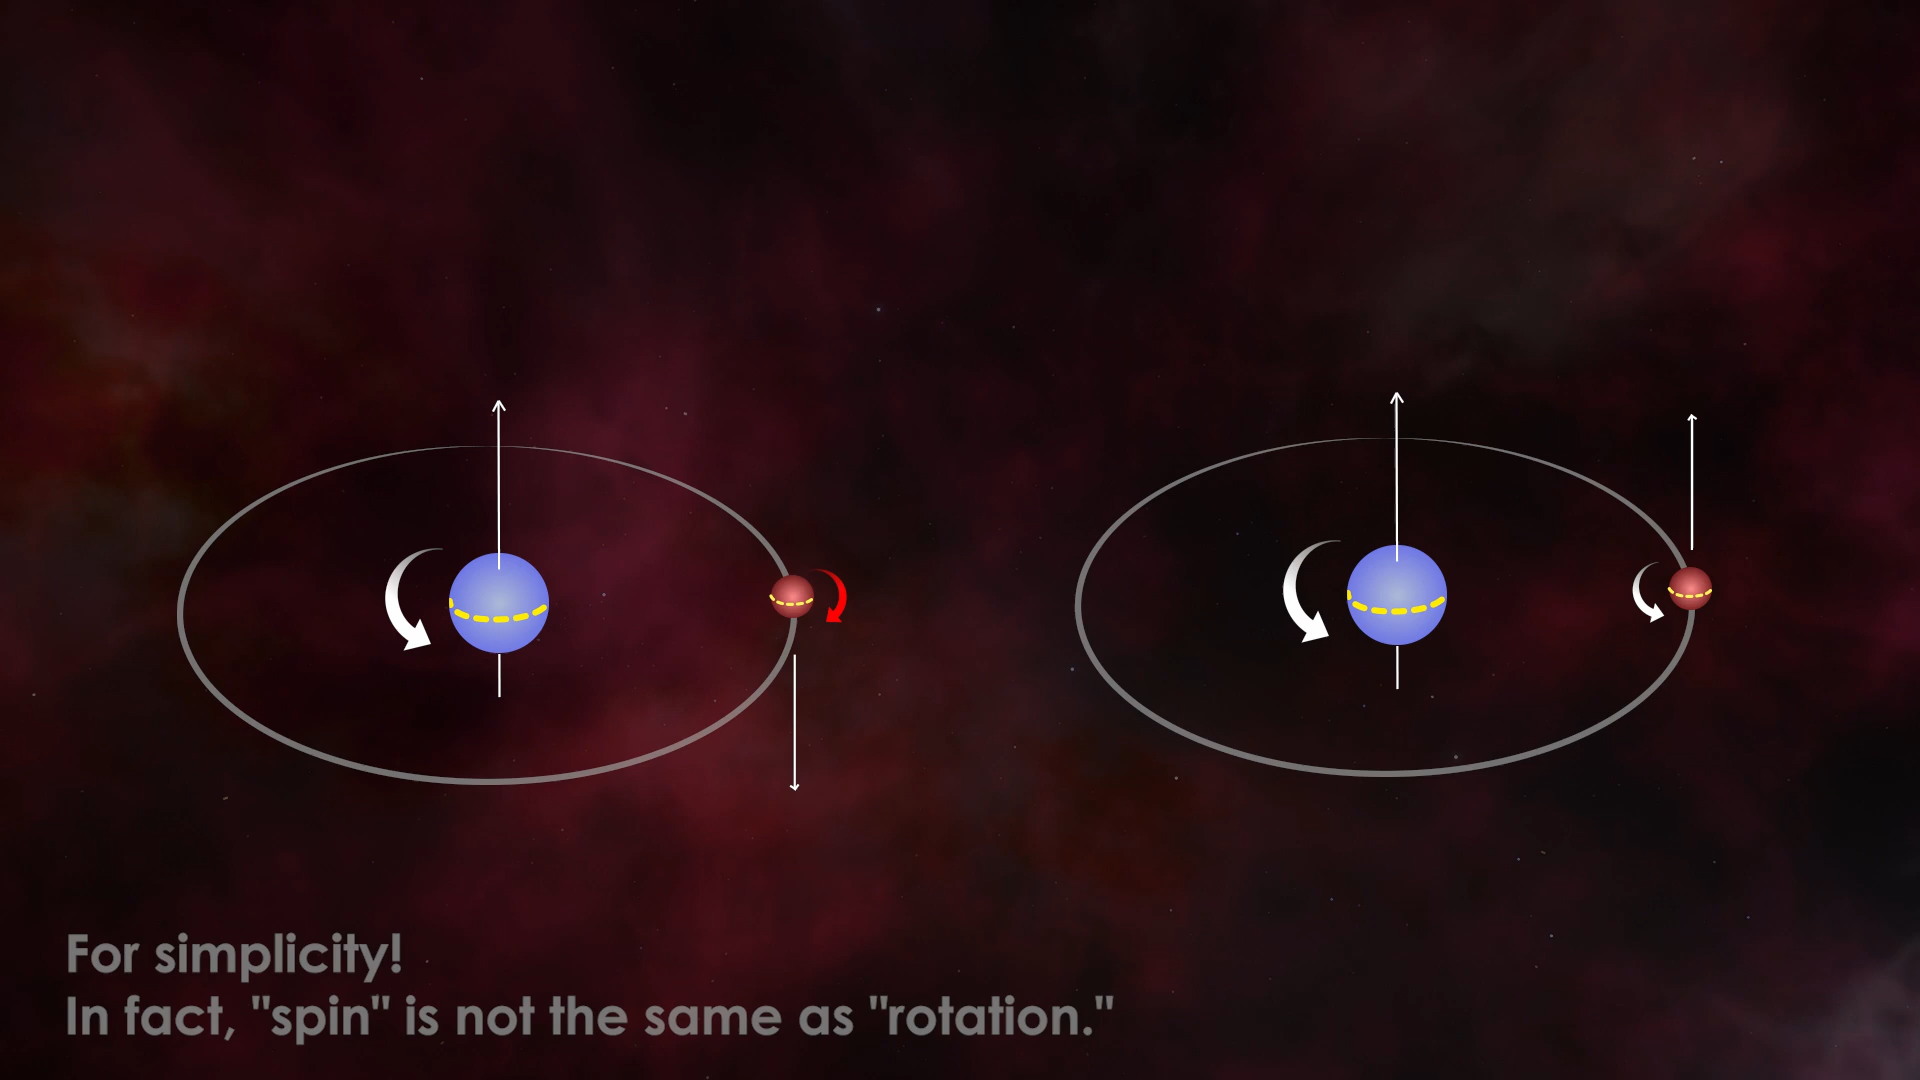 For simplicity!
In fact, "spin" is not the same as "rotation."